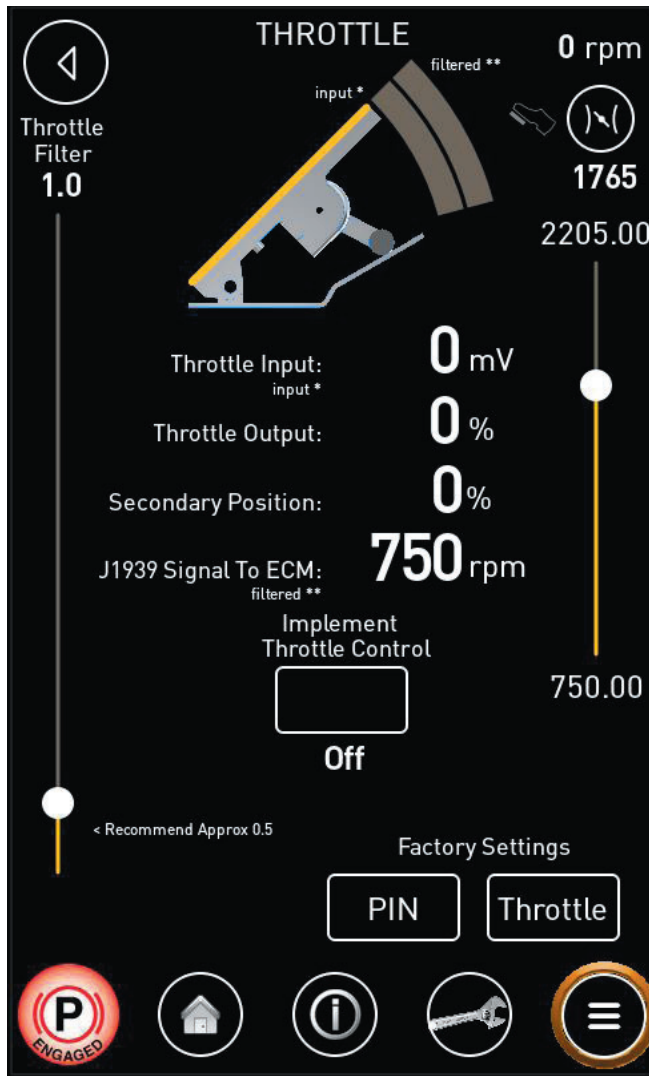 THROTTLE
0 rpm
filtered **
input *
Throttle
Filter
1.0
1765
2205.00
Throttle Input: 0 mV
input *
Throttle Output: 0 %
Secondary Position: 0%
J1939 Signal To ECM: 750 rpm
filtered **
Implement
Throttle Control
Off
750.00
< Recommend Approx 0.5
Factory Settings
PIN Throttle
P
ENGAGED
i